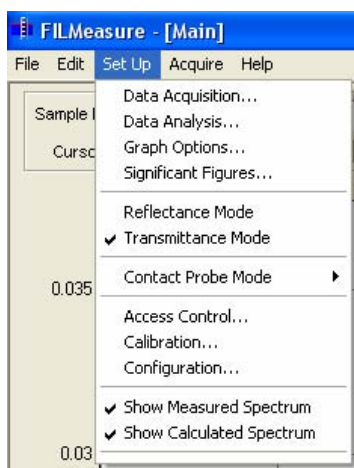 FILMeasure - [Main]
File Edit Set Up Acquire Help
Data Acquisition...
Data Analysis...
Graph Options...
Significant Figures...
Reflectance Mode
Transmittance Mode
Contact Probe Mode
Access Control...
Calibration...
Configuration...
Show Measured Spectrum
Show Calculated Spectrum
Sample
0.035
0.03